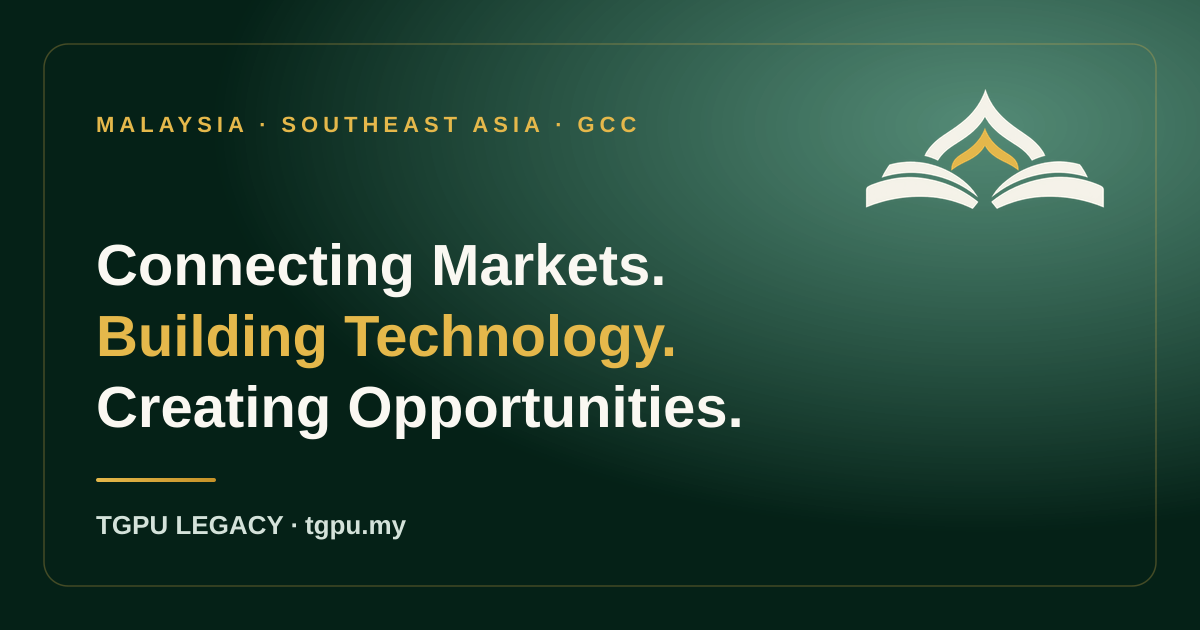 MALAYSIA · SOUTHEAST ASIA · GCC
Connecting Markets.
Building Technology.
Creating Opportunities.
TGPU LEGACY · tgpu.my